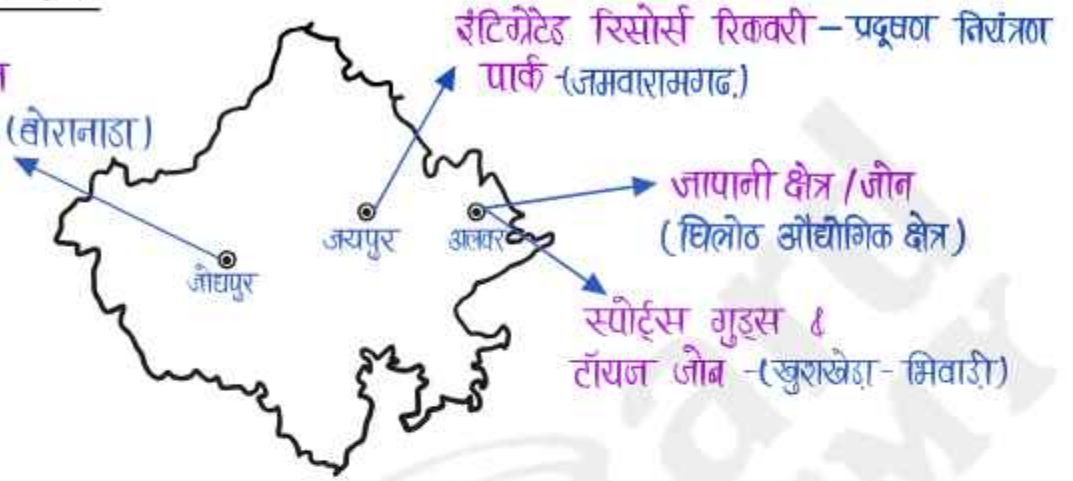 इंटिग्रेटेड रिसोर्स रिकवरी - प्रदूषण नियंत्रण
पार्क - (जमवारामगढ़)
(बोरानाडा)
जापानी क्षेत्र / जोन
(घिलोठ औद्योगिक क्षेत्र)
जयपुर
अलवर
जोधपुर
स्पोर्ट्स गुड्स &
टॉयज जोन - (खुशखेड़ा - भिवाड़ी)